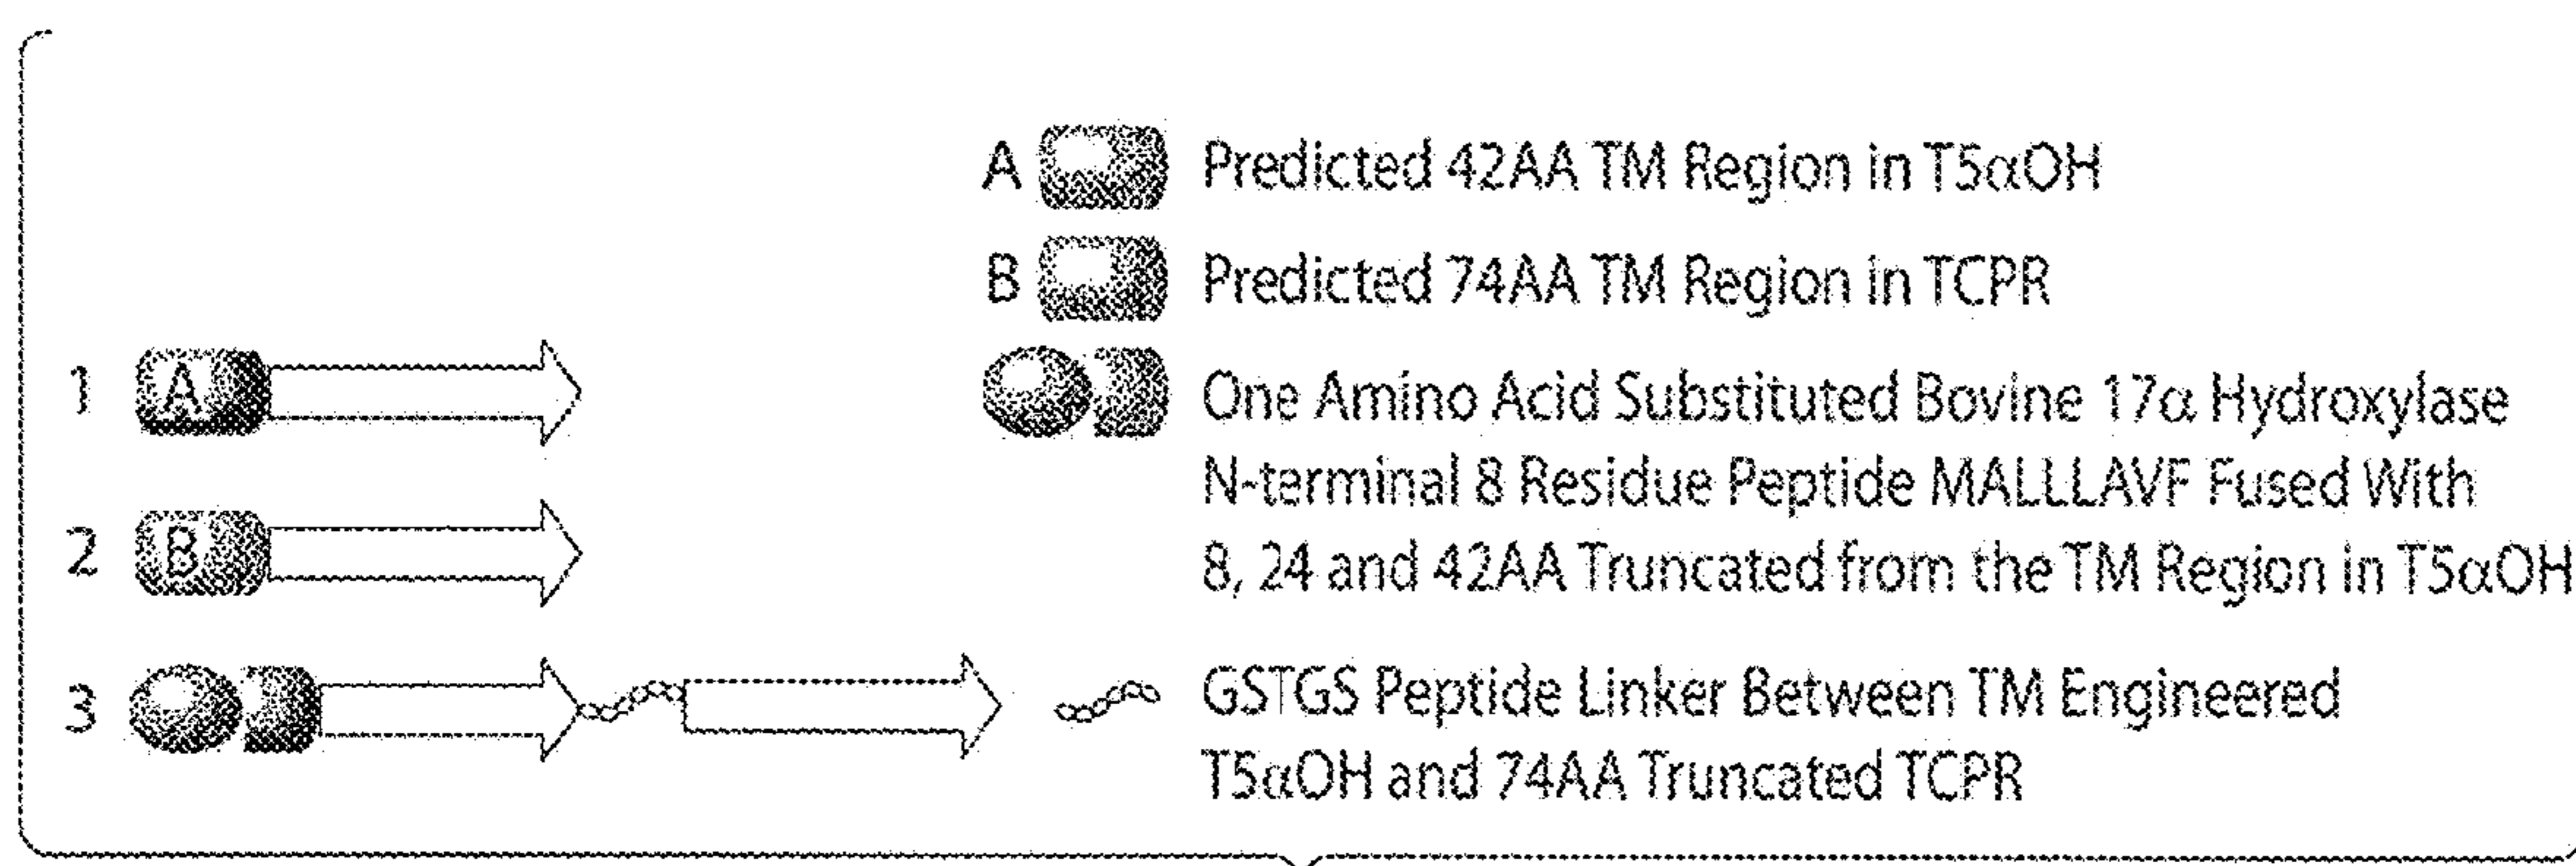 A Predicted 42AA TM Region in T5αOH
B Predicted 74AA TM Region in TCPR
1 A
One Amino Acid Substituted Bovine 17α Hydroxylase
N-terminal 8 Residue Peptide MALLLAVF Fused With
2 B
8, 24 and 42AA Truncated from the TM Region in T5αOH
3
GSTGS Peptide Linker Between TM Engineered
T5αOH and 74AA Truncated TCPR